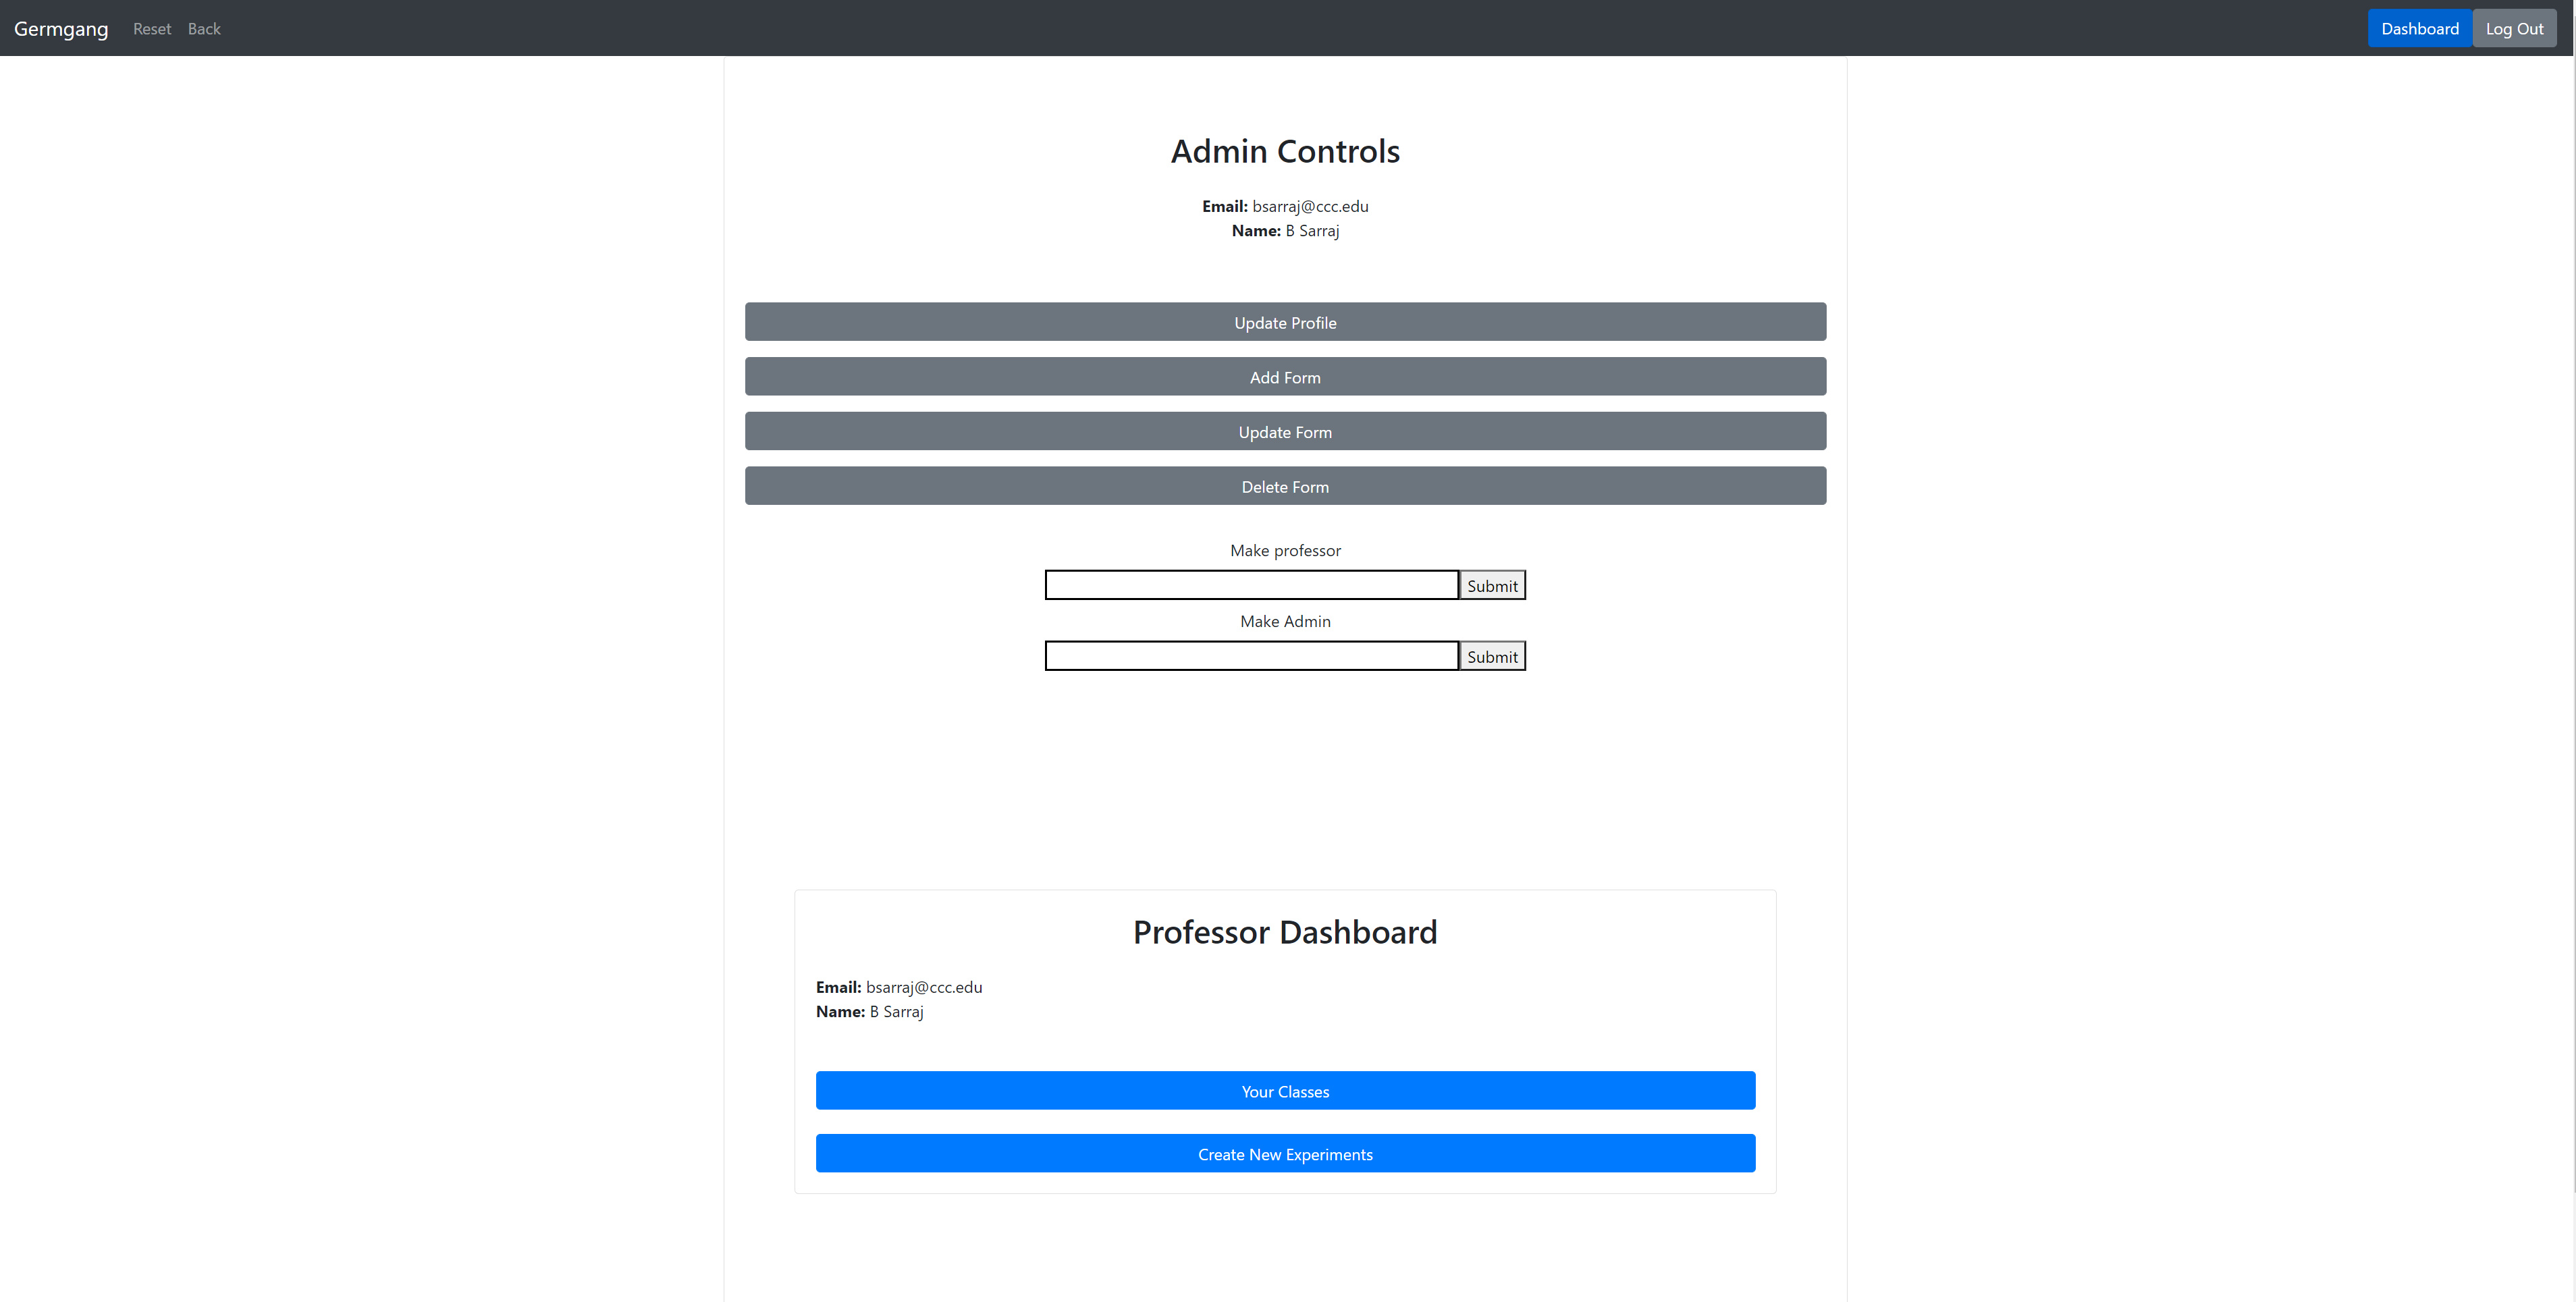 Germgang Reset Back Dashboard Log Out
Admin Controls
Email: bsarraj@ccc.edu
Name: B Sarraj
Update Profile
Add Form
Update Form
Delete Form
Make professor
Submit
Make Admin
Submit
Professor Dashboard
Email: bsarraj@ccc.edu
Name: B Sarraj
Your Classes
Create New Experiments